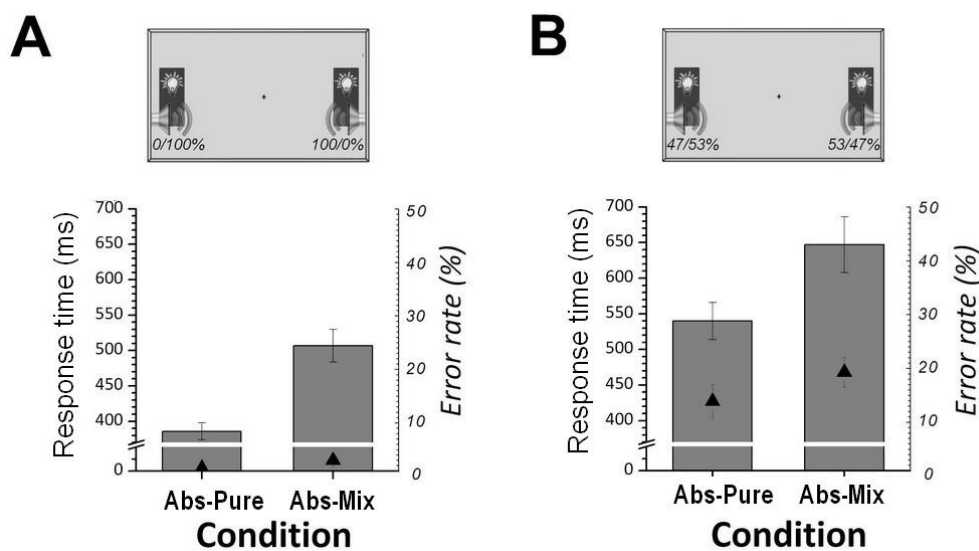 A
0/100%
100/0%
Response time (ms)
700
650
600
550
500
450
400
0
Error rate (%)
50
40
30
20
10
0
Abs-Pure
Abs-Mix
Condition
B
47/53%
53/47%
Response time (ms)
700
650
600
550
500
450
400
0
Error rate (%)
50
40
30
20
10
0
Abs-Pure
Abs-Mix
Condition